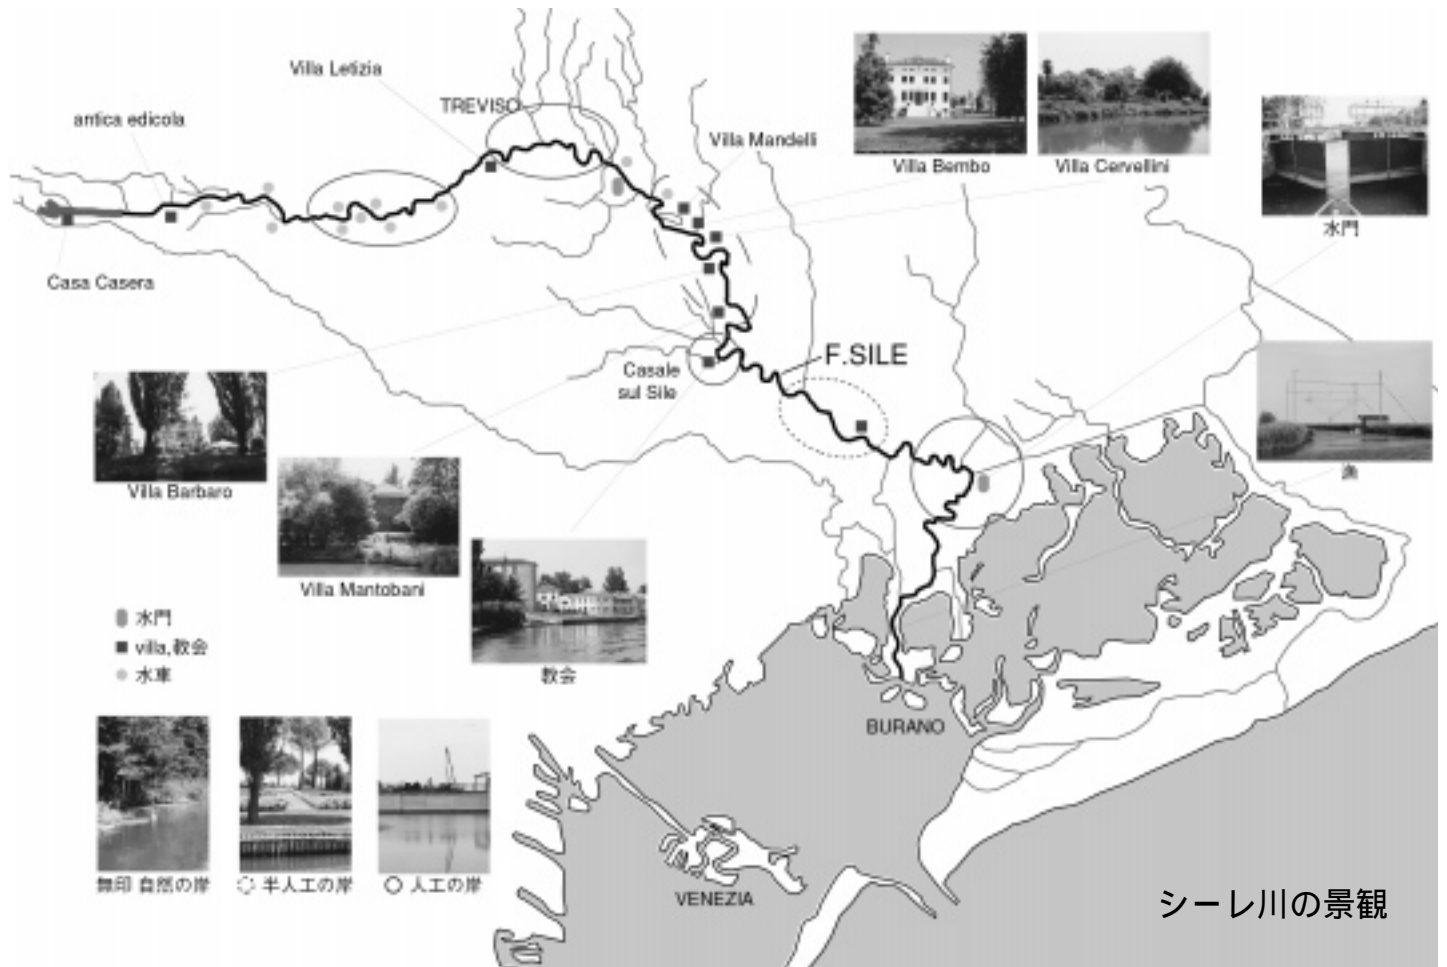 Villa Letizia
TREVISO
antica edicola
Villa Mandelli
Villa Bembo
Villa Cervellini
水門
Casa Casera
F.SILE
Casale
sul Sile
Villa Barbaro
漁
Villa Mantobani
教会
水門
villa,教会
水車
BURANO
無印 自然の岸
半人工の岸
人工の岸
VENEZIA
シーレ川の景観